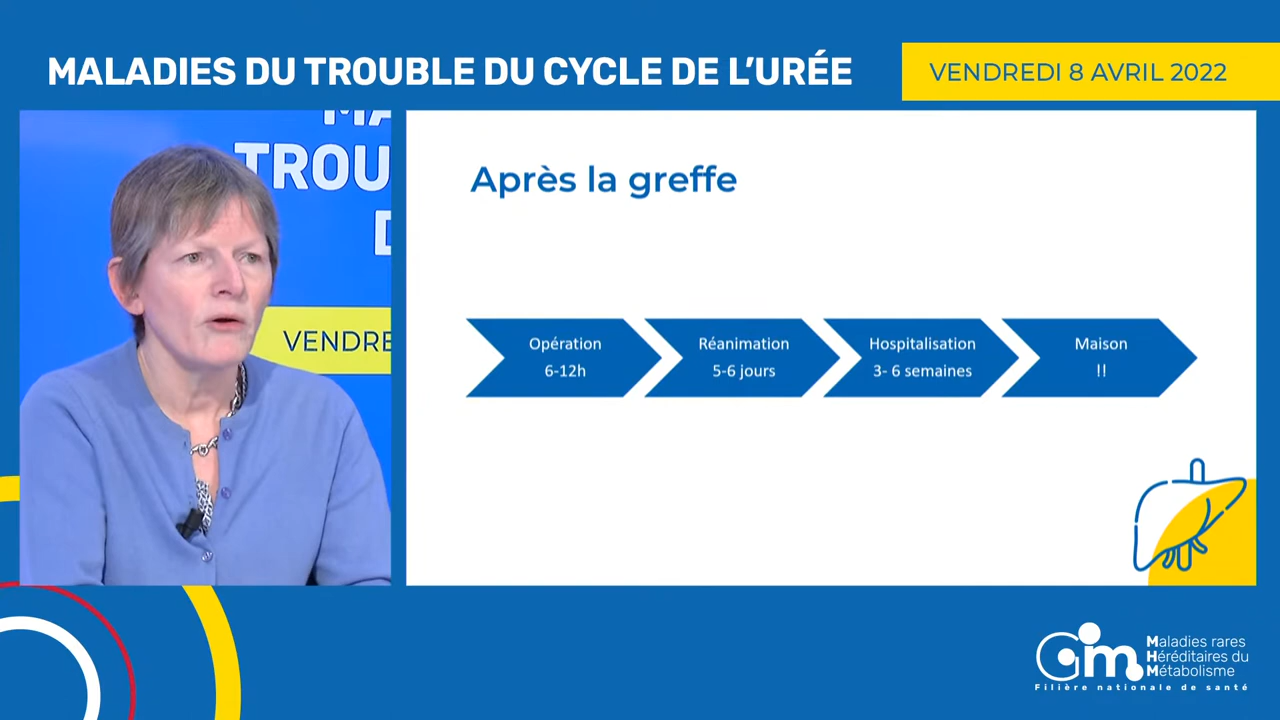 MALADIES DU TROUBLE DU CYCLE DE L'URÉE
VENDREDI 8 AVRIL 2022
TROU
D
VENDRE
Après la greffe
Opération
6-12h
Réanimation
5-6 jours
Hospitalisation
3- 6 semaines
Maison
!!
Maladies rares
Héréditaires du
Métabolisme
Filière nationale de santé